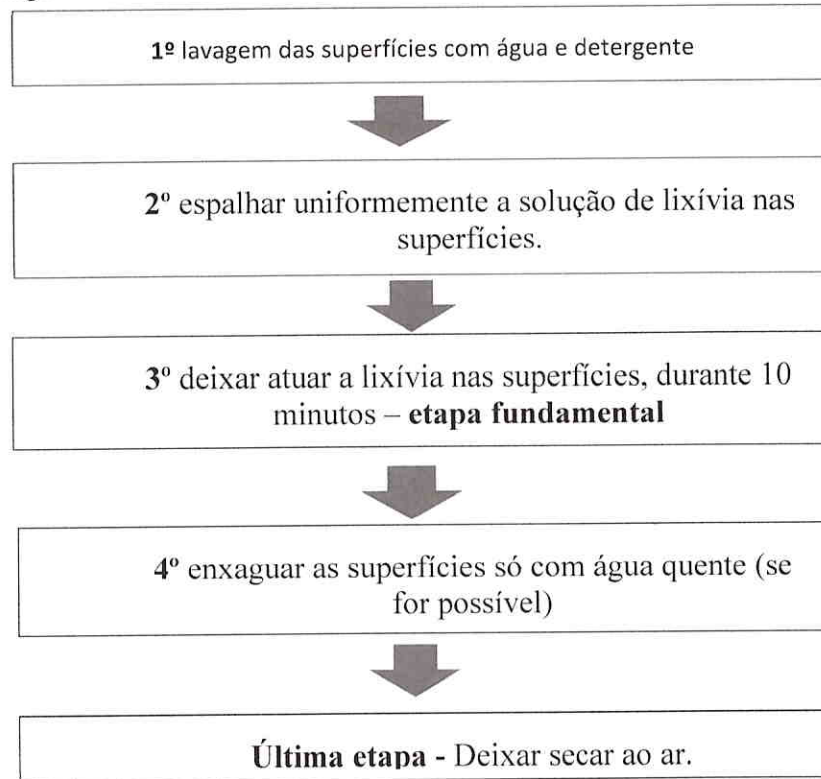 1º lavagem das superfícies com água e detergente
2º espalhar uniformemente a solução de lixívia nas
superfícies.
3º deixar atuar a lixívia nas superfícies, durante 10
minutos – etapa fundamental
4º enxaguar as superfícies só com água quente (se
for possível)
Última etapa - Deixar secar ao ar.